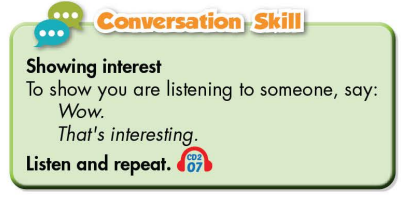 Conversation Skill
Showing interest
To show you are listening to someone, say:
Wow.
That's interesting.
Listen and repeat. CD2 07